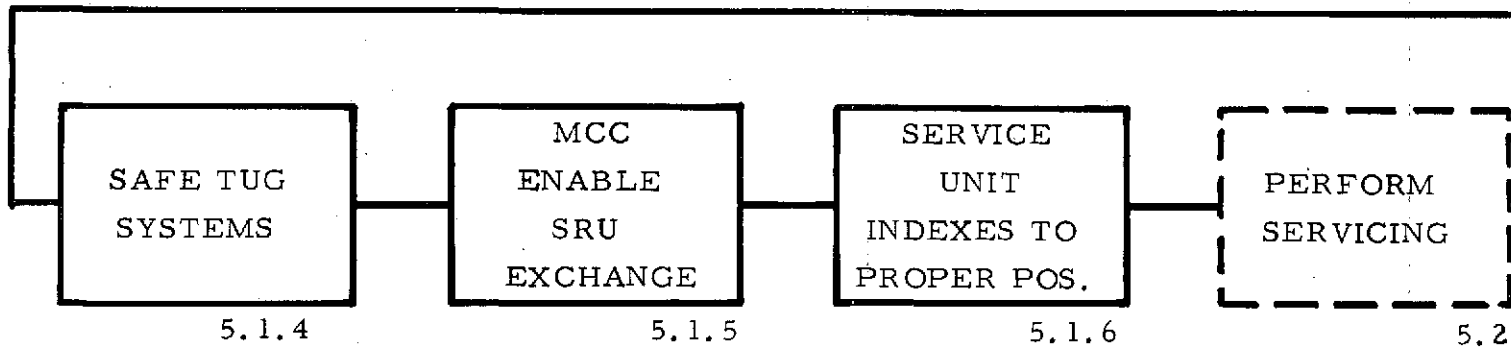 SAFE TUG
SYSTEMS
5.1.4
MCC
ENABLE
SRU
EXCHANGE
5.1.5
SERVICE
UNIT
INDEXES TO
PROPER POS.
5.1.6
PERFORM
SERVICING
5.2